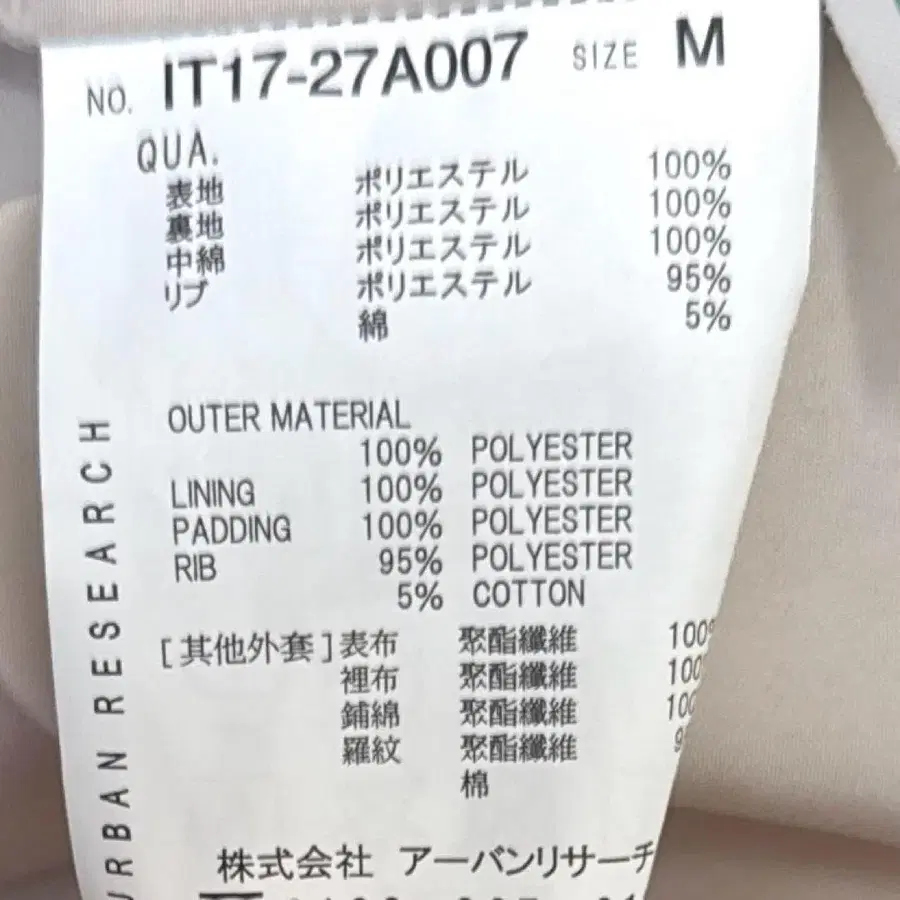 NO. IT17-27A007 SIZE M
QUA.
表地 ポリエステル 100%
裏地 ポリエステル 100%
中綿 ポリエステル 100%
リブ ポリエステル 95%
綿 5%
OUTER MATERIAL
100% POLYESTER
LINING 100% POLYESTER
PADDING 100% POLYESTER
RIB 95% POLYESTER
5% COTTON
[其他外套]表布 聚酯纖維 100%
裡布 聚酯纖維 100
鋪綿 聚酯纖維 100
羅紋 聚酯纖維 9
棉
株式会社 アーバンリサーチ
URBAN RESEARCH